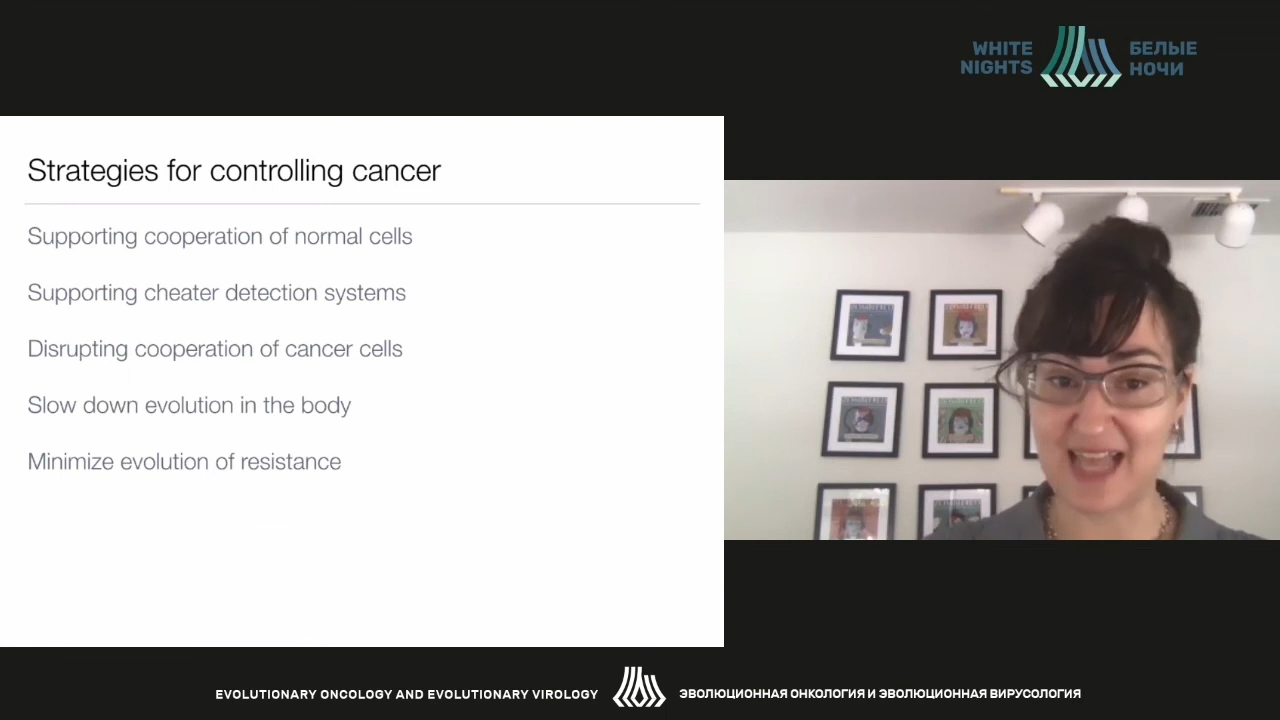 WHITE
NIGHTS
БЕЛЫЕ
НОЧИ
Strategies for controlling cancer
Supporting cooperation of normal cells
Supporting cheater detection systems
Disrupting cooperation of cancer cells
Slow down evolution in the body
Minimize evolution of resistance
EVOLUTIONARY ONCOLOGY AND EVOLUTIONARY VIROLOGY
ЭВОЛЮЦИОННАЯ ОНКОЛОГИЯ И ЭВОЛЮЦИОННАЯ ВИРУСОЛОГИЯ